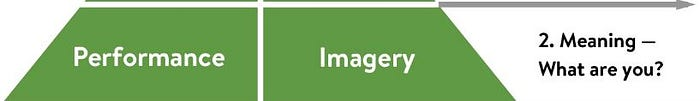 Performance Imagery
2. Meaning —
What are you?